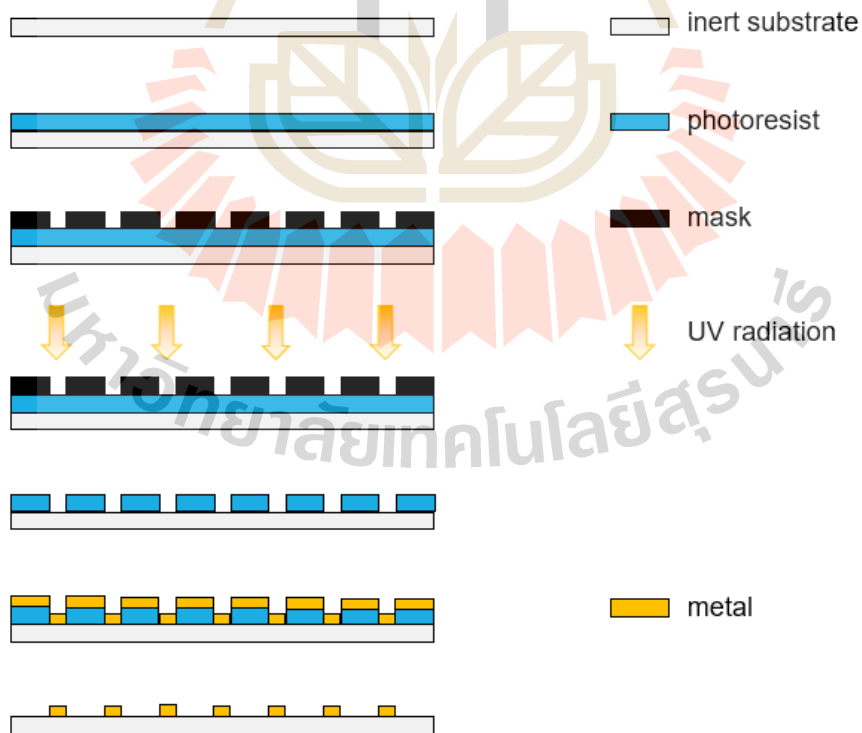 inert substrate
photoresist
mask
UV radiation
มหาวิทยาลัยเทคโนโลยีสุรนารี
metal